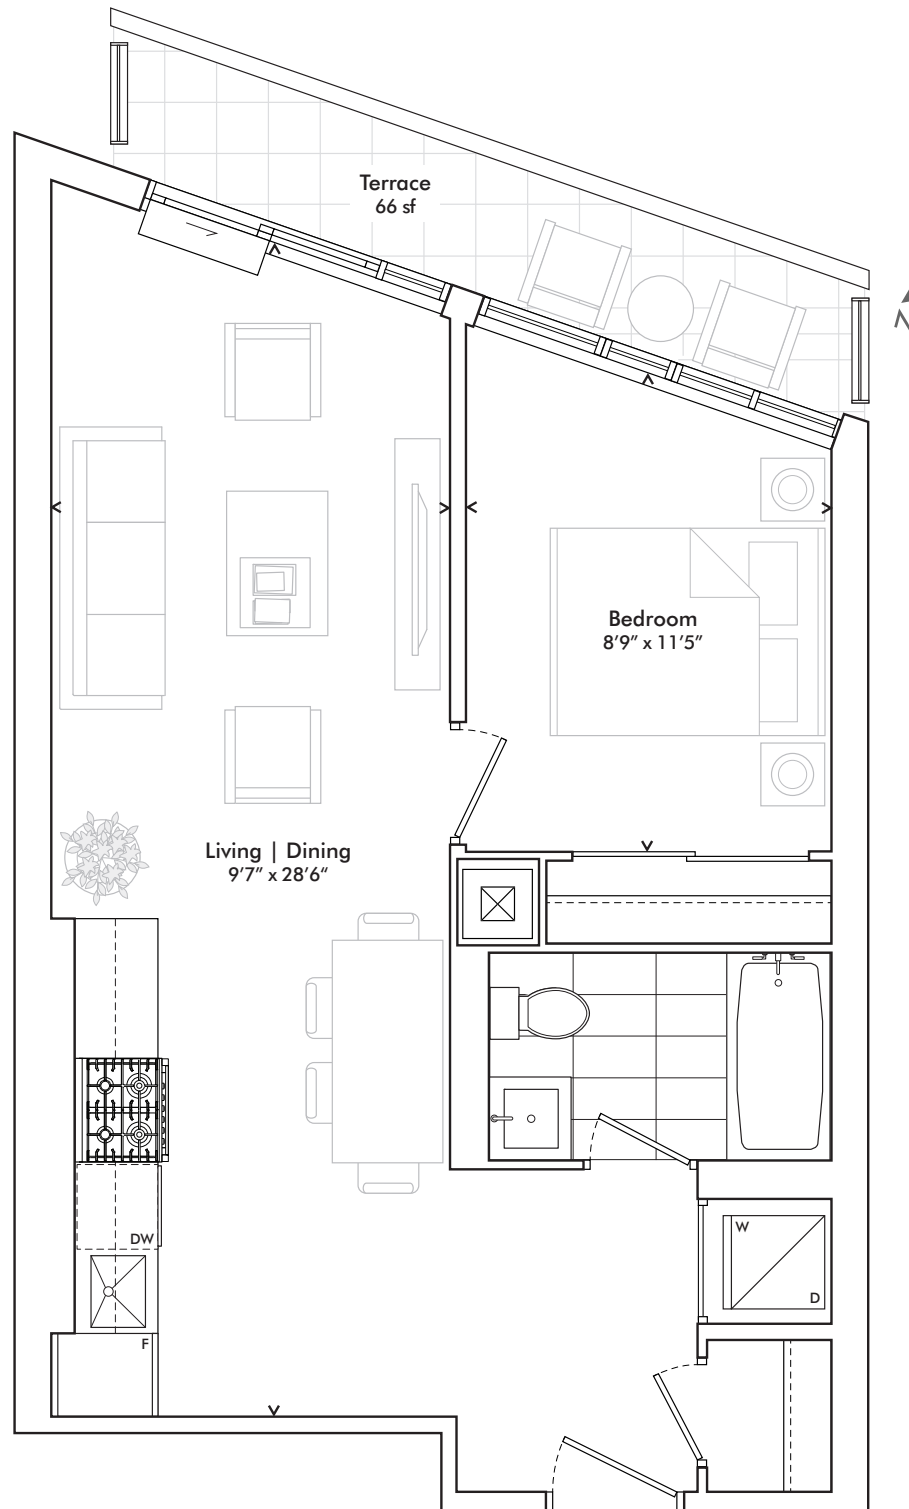 Terrace
66 sf
N
Bedroom
8’9” x 11’5”
Living | Dining
9’7” x 28’6“
DW
W
D
F